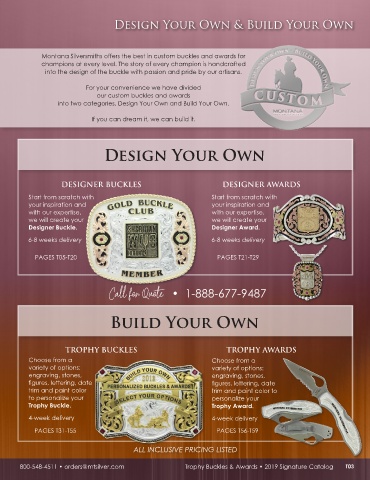 Design Your Own & Build Your Own
Montana Silversmiths offers the best in custom buckles and awards for
champions at every level. The story of every champion is handcrafted
into the design of the buckle with passion and pride by our artisans.
For your convenience we have divided
our custom buckles and awards
into two categories, Design Your Own and Build Your Own.
If you can dream it, we can build it.
CUSTOM
MONTANA
Design Your Own
DESIGNER BUCKLES
Start from scratch with
your inspiration and
with our expertise,
we will create your
Designer Buckle.
6-8 weeks delivery
PAGES T05-T20
GOLD BUCKLE
CLUB
MEMBER
DESIGNER AWARDS
Start from scratch with
your inspiration and
with our expertise,
we will create your
Designer Award.
6-8 weeks delivery
PAGES T21-T29
Call for Quote • 1-888-677-9487
Build Your Own
TROPHY BUCKLES
Choose from a
variety of options:
engraving, stones,
figures, lettering, date
trim and paint color
to personalize your
Trophy Buckle.
4-week delivery
PAGES T31-T55
BUILD YOUR OWN
2019
PERSONALIZED BUCKLES & AWARDS
SELECT YOUR OPTIONS
TROPHY AWARDS
Choose from a
variety of options:
engraving, stones,
figures, lettering, date
trim and paint color to
personalize your
Trophy Award.
4-week delivery
PAGES T56-T59
ALL INCLUSIVE PRICING LISTED
800-548-4511 • orders@mtsilver.com
Trophy Buckles & Awards • 2019 Signature Catalog T03